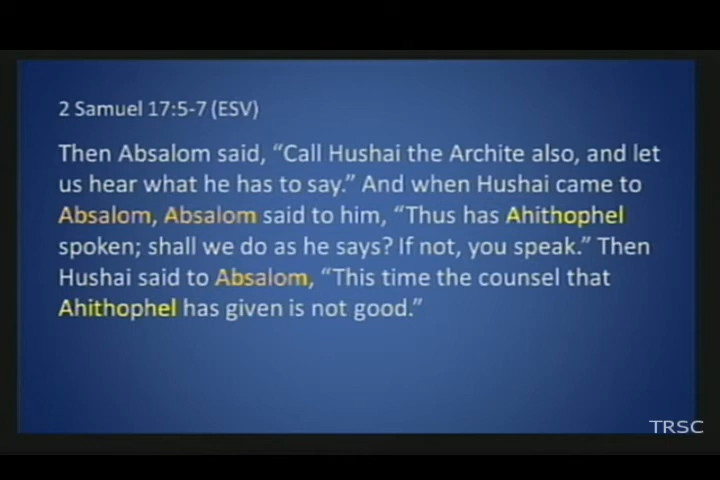 2 Samuel 17:5-7 (ESV)
Then Absalom said, “Call Hushai the Archite also, and let
us hear what he has to say.” And when Hushai came to
Absalom, Absalom said to him, “Thus has Ahithophel
spoken; shall we do as he says? If not, you speak.” Then
Hushai said to Absalom, “This time the counsel that
Ahithophel has given is not good.”
TRSC